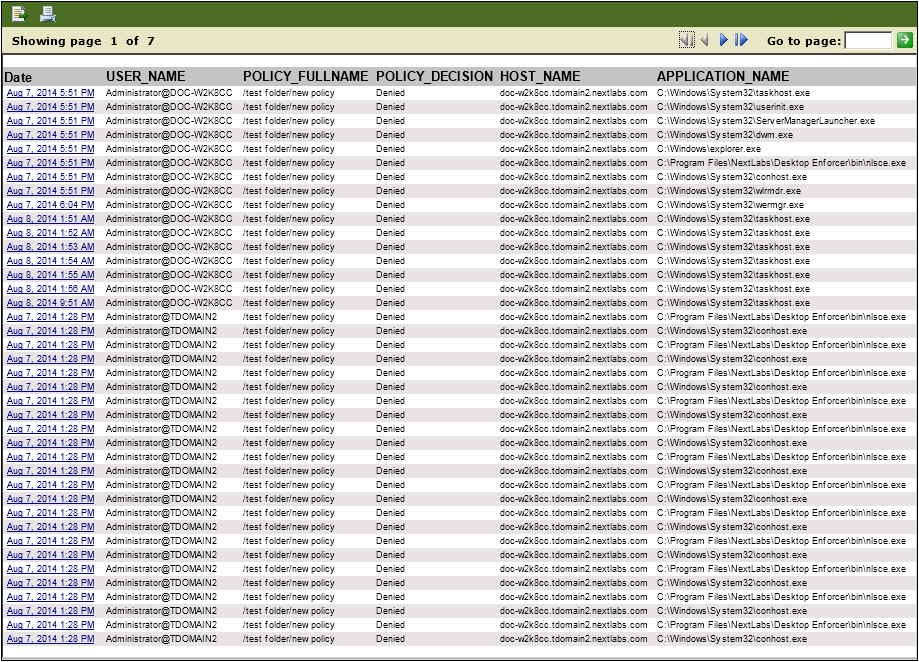 Showing page 1 of 7 Go to page:
Date USER_NAME POLICY_FULLNAME POLICY_DECISION HOST_NAME APPLICATION_NAME
Aug 7, 2014 5:51 PM Administrator@DOC-W2K8CC /test folder/new policy Denied doc-w2k8cc.tdomain2.nextlabs.com C:\Windows\System32\taskhost.exe
Aug 7, 2014 5:51 PM Administrator@DOC-W2K8CC /test folder/new policy Denied doc-w2k8cc.tdomain2.nextlabs.com C:\Windows\System32\userinit.exe
Aug 7, 2014 5:51 PM Administrator@DOC-W2K8CC /test folder/new policy Denied doc-w2k8cc.tdomain2.nextlabs.com C:\Windows\System32\ServerManagerLauncher.exe
Aug 7, 2014 5:51 PM Administrator@DOC-W2K8CC /test folder/new policy Denied doc-w2k8cc.tdomain2.nextlabs.com C:\Windows\System32\dwm.exe
Aug 7, 2014 5:51 PM Administrator@DOC-W2K8CC /test folder/new policy Denied doc-w2k8cc.tdomain2.nextlabs.com C:\Windows\explorer.exe
Aug 7, 2014 5:51 PM Administrator@DOC-W2K8CC /test folder/new policy Denied doc-w2k8cc.tdomain2.nextlabs.com C:\Program Files\NextLabs\Desktop Enforcer\bin\nlsce.exe
Aug 7, 2014 5:51 PM Administrator@DOC-W2K8CC /test folder/new policy Denied doc-w2k8cc.tdomain2.nextlabs.com C:\Windows\System32\conhost.exe
Aug 7, 2014 5:51 PM Administrator@DOC-W2K8CC /test folder/new policy Denied doc-w2k8cc.tdomain2.nextlabs.com C:\Windows\System32\wlrmdr.exe
Aug 7, 2014 6:04 PM Administrator@DOC-W2K8CC /test folder/new policy Denied doc-w2k8cc.tdomain2.nextlabs.com C:\Windows\System32\wermgr.exe
Aug 8, 2014 1:51 AM Administrator@DOC-W2K8CC /test folder/new policy Denied doc-w2k8cc.tdomain2.nextlabs.com C:\Windows\System32\taskhost.exe
Aug 8, 2014 1:52 AM Administrator@DOC-W2K8CC /test folder/new policy Denied doc-w2k8cc.tdomain2.nextlabs.com C:\Windows\System32\taskhost.exe
Aug 8, 2014 1:53 AM Administrator@DOC-W2K8CC /test folder/new policy Denied doc-w2k8cc.tdomain2.nextlabs.com C:\Windows\System32\taskhost.exe
Aug 8, 2014 1:54 AM Administrator@DOC-W2K8CC /test folder/new policy Denied doc-w2k8cc.tdomain2.nextlabs.com C:\Windows\System32\taskhost.exe
Aug 8, 2014 1:55 AM Administrator@DOC-W2K8CC /test folder/new policy Denied doc-w2k8cc.tdomain2.nextlabs.com C:\Windows\System32\taskhost.exe
Aug 8, 2014 1:56 AM Administrator@DOC-W2K8CC /test folder/new policy Denied doc-w2k8cc.tdomain2.nextlabs.com C:\Windows\System32\taskhost.exe
Aug 8, 2014 9:51 AM Administrator@DOC-W2K8CC /test folder/new policy Denied doc-w2k8cc.tdomain2.nextlabs.com C:\Windows\System32\taskhost.exe
Aug 7, 2014 1:28 PM Administrator@TDOMAIN2 /test folder/new policy Denied doc-w2k8cc.tdomain2.nextlabs.com C:\Program Files\NextLabs\Desktop Enforcer\bin\nlsce.exe
Aug 7, 2014 1:28 PM Administrator@TDOMAIN2 /test folder/new policy Denied doc-w2k8cc.tdomain2.nextlabs.com C:\Windows\System32\conhost.exe
Aug 7, 2014 1:28 PM Administrator@TDOMAIN2 /test folder/new policy Denied doc-w2k8cc.tdomain2.nextlabs.com C:\Program Files\NextLabs\Desktop Enforcer\bin\nlsce.exe
Aug 7, 2014 1:28 PM Administrator@TDOMAIN2 /test folder/new policy Denied doc-w2k8cc.tdomain2.nextlabs.com C:\Windows\System32\conhost.exe
Aug 7, 2014 1:28 PM Administrator@TDOMAIN2 /test folder/new policy Denied doc-w2k8cc.tdomain2.nextlabs.com C:\Program Files\NextLabs\Desktop Enforcer\bin\nlsce.exe
Aug 7, 2014 1:28 PM Administrator@TDOMAIN2 /test folder/new policy Denied doc-w2k8cc.tdomain2.nextlabs.com C:\Windows\System32\conhost.exe
Aug 7, 2014 1:28 PM Administrator@TDOMAIN2 /test folder/new policy Denied doc-w2k8cc.tdomain2.nextlabs.com C:\Program Files\NextLabs\Desktop Enforcer\bin\nlsce.exe
Aug 7, 2014 1:28 PM Administrator@TDOMAIN2 /test folder/new policy Denied doc-w2k8cc.tdomain2.nextlabs.com C:\Windows\System32\conhost.exe
Aug 7, 2014 1:28 PM Administrator@TDOMAIN2 /test folder/new policy Denied doc-w2k8cc.tdomain2.nextlabs.com C:\Program Files\NextLabs\Desktop Enforcer\bin\nlsce.exe
Aug 7, 2014 1:28 PM Administrator@TDOMAIN2 /test folder/new policy Denied doc-w2k8cc.tdomain2.nextlabs.com C:\Windows\System32\conhost.exe
Aug 7, 2014 1:28 PM Administrator@TDOMAIN2 /test folder/new policy Denied doc-w2k8cc.tdomain2.nextlabs.com C:\Program Files\NextLabs\Desktop Enforcer\bin\nlsce.exe
Aug 7, 2014 1:28 PM Administrator@TDOMAIN2 /test folder/new policy Denied doc-w2k8cc.tdomain2.nextlabs.com C:\Windows\System32\conhost.exe
Aug 7, 2014 1:28 PM Administrator@TDOMAIN2 /test folder/new policy Denied doc-w2k8cc.tdomain2.nextlabs.com C:\Program Files\NextLabs\Desktop Enforcer\bin\nlsce.exe
Aug 7, 2014 1:28 PM Administrator@TDOMAIN2 /test folder/new policy Denied doc-w2k8cc.tdomain2.nextlabs.com C:\Windows\System32\conhost.exe
Aug 7, 2014 1:28 PM Administrator@TDOMAIN2 /test folder/new policy Denied doc-w2k8cc.tdomain2.nextlabs.com C:\Program Files\NextLabs\Desktop Enforcer\bin\nlsce.exe
Aug 7, 2014 1:28 PM Administrator@TDOMAIN2 /test folder/new policy Denied doc-w2k8cc.tdomain2.nextlabs.com C:\Windows\System32\conhost.exe
Aug 7, 2014 1:28 PM Administrator@TDOMAIN2 /test folder/new policy Denied doc-w2k8cc.tdomain2.nextlabs.com C:\Program Files\NextLabs\Desktop Enforcer\bin\nlsce.exe
Aug 7, 2014 1:28 PM Administrator@TDOMAIN2 /test folder/new policy Denied doc-w2k8cc.tdomain2.nextlabs.com C:\Windows\System32\conhost.exe
Aug 7, 2014 1:28 PM Administrator@TDOMAIN2 /test folder/new policy Denied doc-w2k8cc.tdomain2.nextlabs.com C:\Program Files\NextLabs\Desktop Enforcer\bin\nlsce.exe
Aug 7, 2014 1:28 PM Administrator@TDOMAIN2 /test folder/new policy Denied doc-w2k8cc.tdomain2.nextlabs.com C:\Windows\System32\conhost.exe
Aug 7, 2014 1:28 PM Administrator@TDOMAIN2 /test folder/new policy Denied doc-w2k8cc.tdomain2.nextlabs.com C:\Program Files\NextLabs\Desktop Enforcer\bin\nlsce.exe
Aug 7, 2014 1:28 PM Administrator@TDOMAIN2 /test folder/new policy Denied doc-w2k8cc.tdomain2.nextlabs.com C:\Windows\System32\conhost.exe
Aug 7, 2014 1:28 PM Administrator@TDOMAIN2 /test folder/new policy Denied doc-w2k8cc.tdomain2.nextlabs.com C:\Program Files\NextLabs\Desktop Enforcer\bin\nlsce.exe
Aug 7, 2014 1:28 PM Administrator@TDOMAIN2 /test folder/new policy Denied doc-w2k8cc.tdomain2.nextlabs.com C:\Windows\System32\conhost.exe